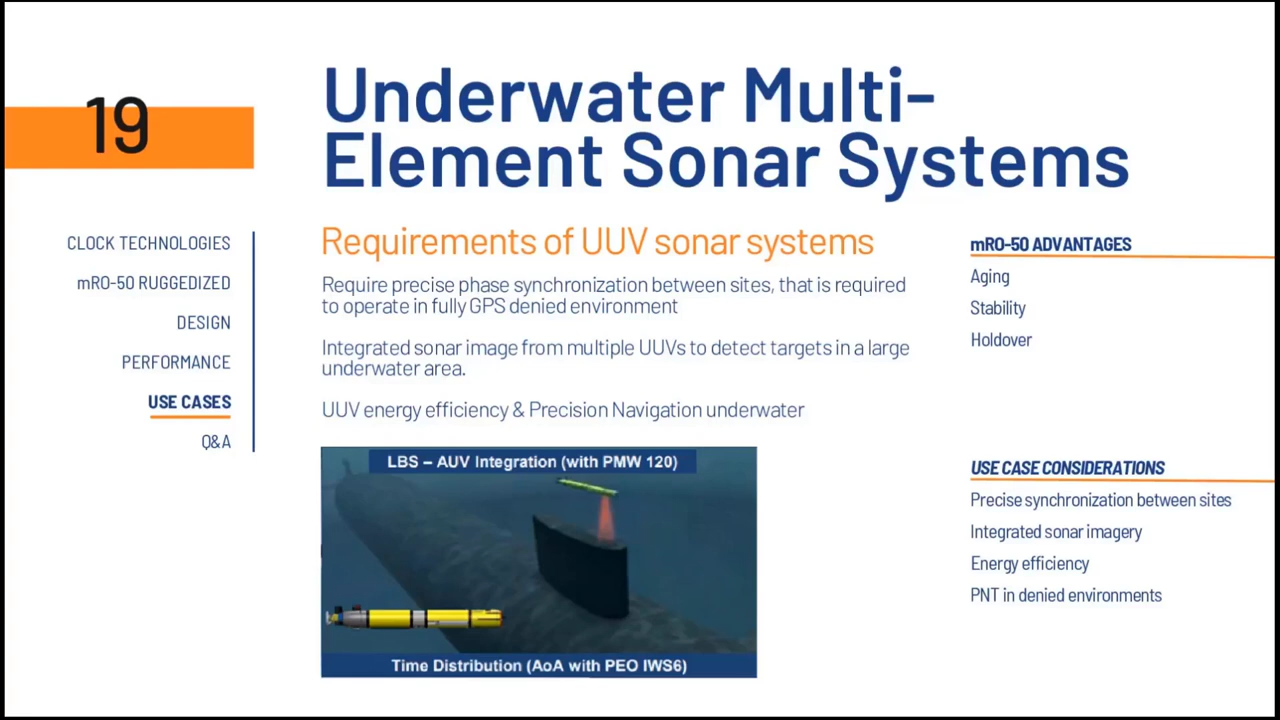 19
Underwater Multi-
Element Sonar Systems
CLOCK TECHNOLOGIES
mRO-50 RUGGEDIZED
DESIGN
PERFORMANCE
USE CASES
Q&A
Requirements of UUV sonar systems
Require precise phase synchronization between sites, that is required
to operate in fully GPS denied environment
Integrated sonar image from multiple UUVs to detect targets in a large
underwater area.
UUV energy efficiency & Precision Navigation underwater
LBS – AUV Integration (with PMW 120)
Time Distribution (AoA with PEO IWS6)
mRO-50 ADVANTAGES
Aging
Stability
Holdover
USE CASE CONSIDERATIONS
Precise synchronization between sites
Integrated sonar imagery
Energy efficiency
PNT in denied environments